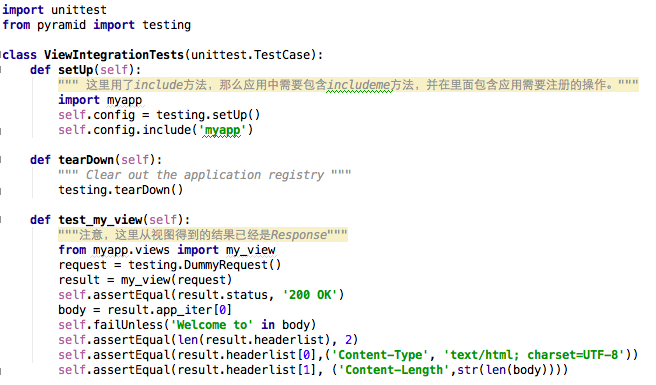 import unittest
from pyramid import testing

class ViewIntegrationTests(unittest.TestCase):
    def setUp(self):
        """ 这里用了include方法，那么应用中需要包含includeme方法，并在里面包含应用需要注册的操作。"""
        import myapp
        self.config = testing.setUp()
        self.config.include('myapp')

    def tearDown(self):
        """ Clear out the application registry """
        testing.tearDown()

    def test_my_view(self):
        """注意，这里从视图得到的结果已经是Response"""
        from myapp.views import my_view
        request = testing.DummyRequest()
        result = my_view(request)
        self.assertEqual(result.status, '200 OK')
        body = result.app_iter[0]
        self.failUnless('Welcome to' in body)
        self.assertEqual(len(result.headerlist), 2)
        self.assertEqual(result.headerlist[0],('Content-Type', 'text/html; charset=UTF-8'))
        self.assertEqual(result.headerlist[1], ('Content-Length',str(len(body))))